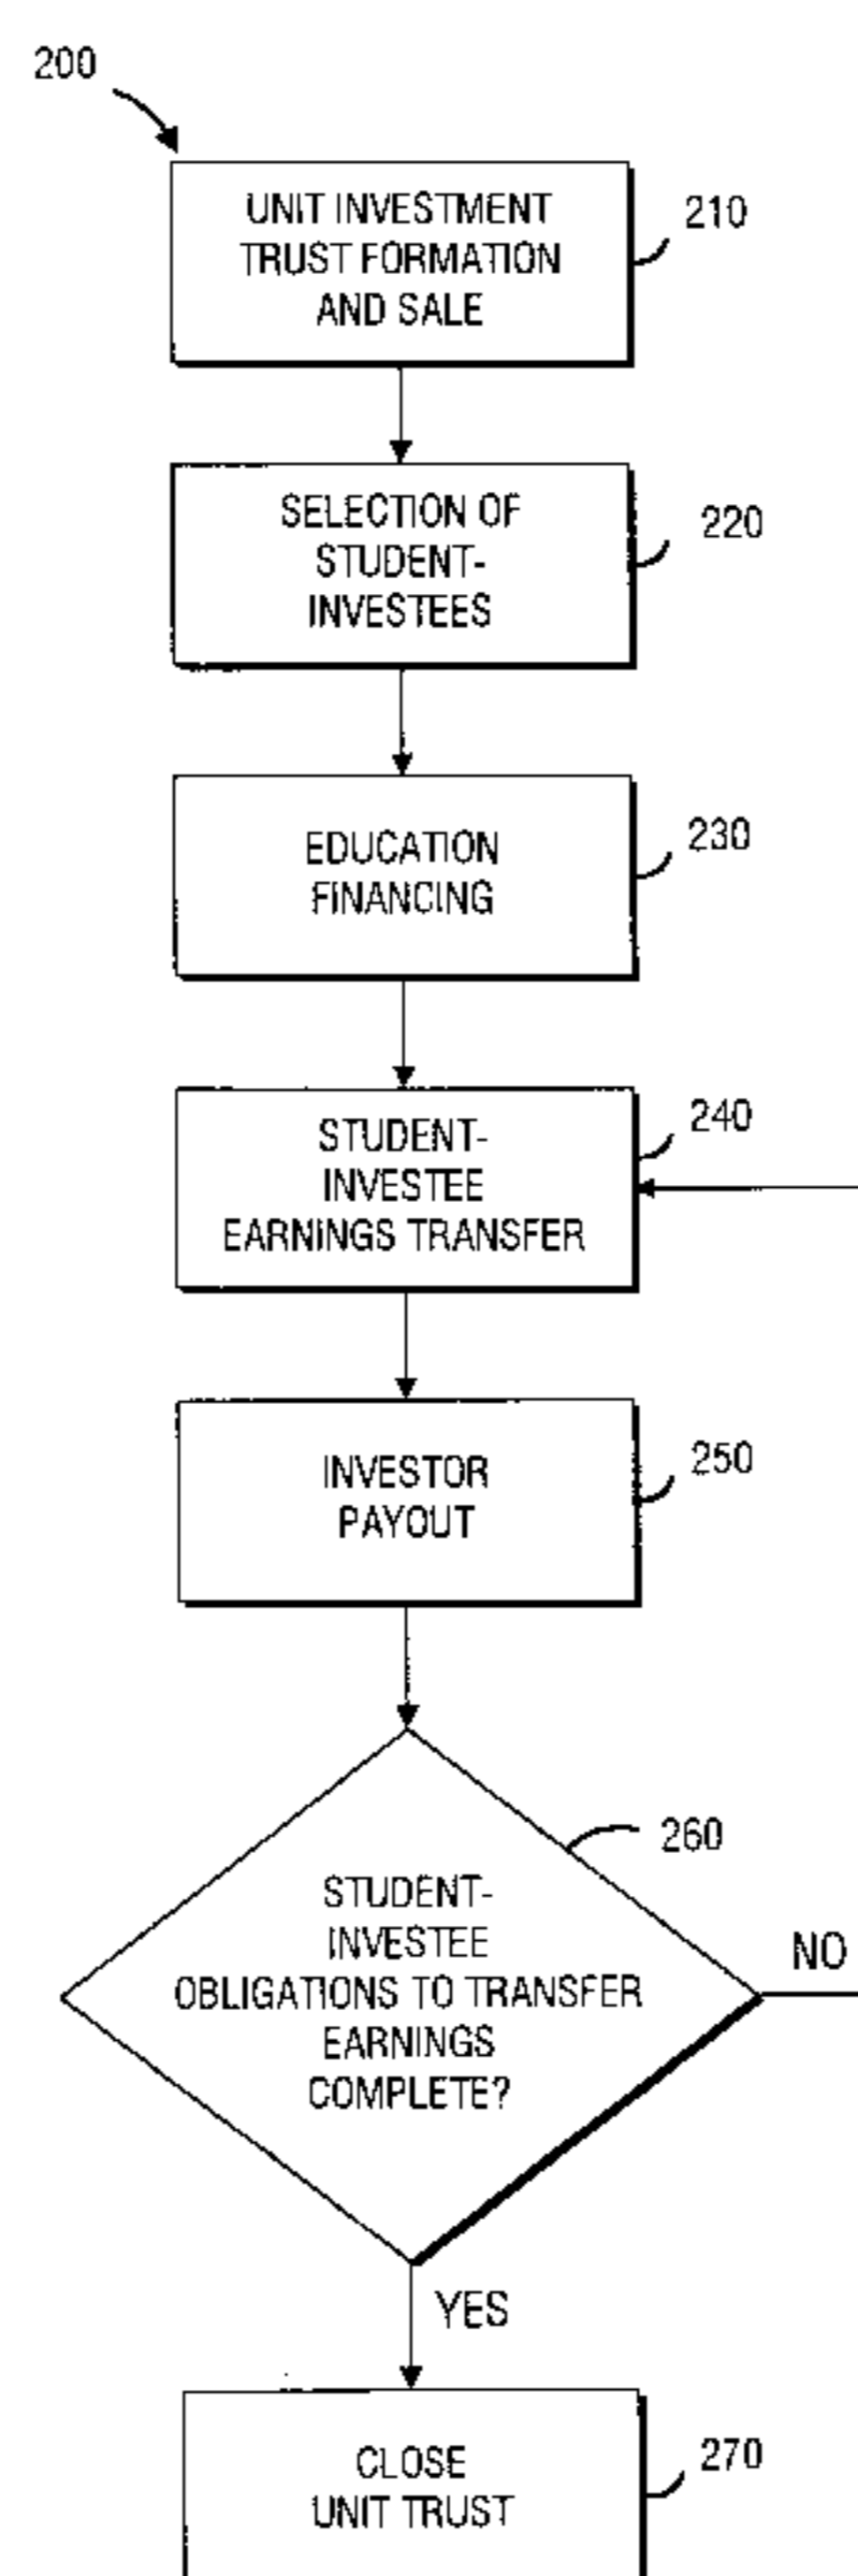 200
UNIT INVESTMENT
TRUST FORMATION
AND SALE
210
SELECTION OF
STUDENT-
INVESTEES
220
EDUCATION
FINANCING
230
STUDENT-
INVESTEE
EARNINGS TRANSFER
240
INVESTOR
PAYOUT
250
STUDENT-
INVESTEE
OBLIGATIONS TO TRANSFER
EARNINGS
COMPLETE?
260
NO
YES
CLOSE
UNIT TRUST
270